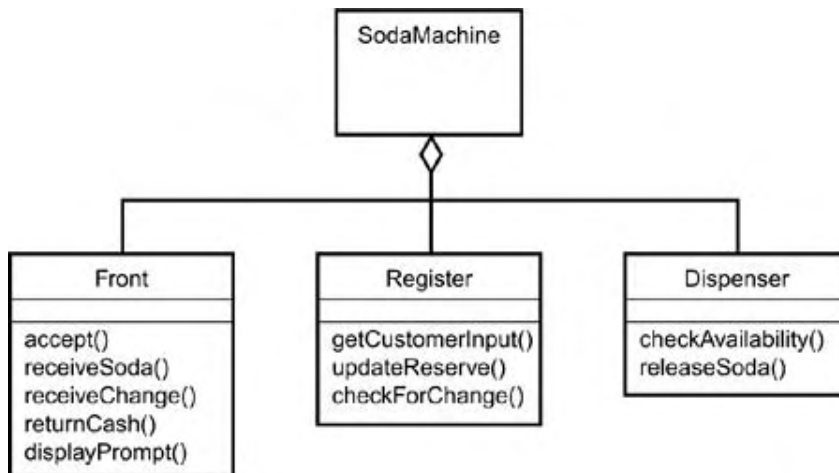 SodaMachine
Front
accept()
receiveSoda()
receiveChange()
returnCash()
displayPrompt()
Register
getCustomerInput()
updateReserve()
checkForChange()
Dispenser
checkAvailability()
releaseSoda()